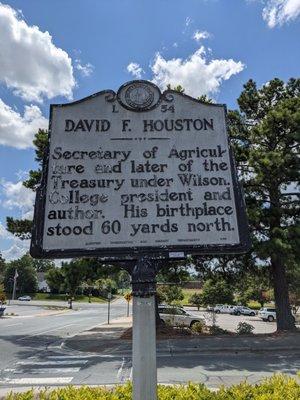 L 54
DAVID F. HOUSTON
Secretary of Agricul-
ture and later of the
Treasury under Wilson.
College president and
author. His birthplace
stood 60 yards north.